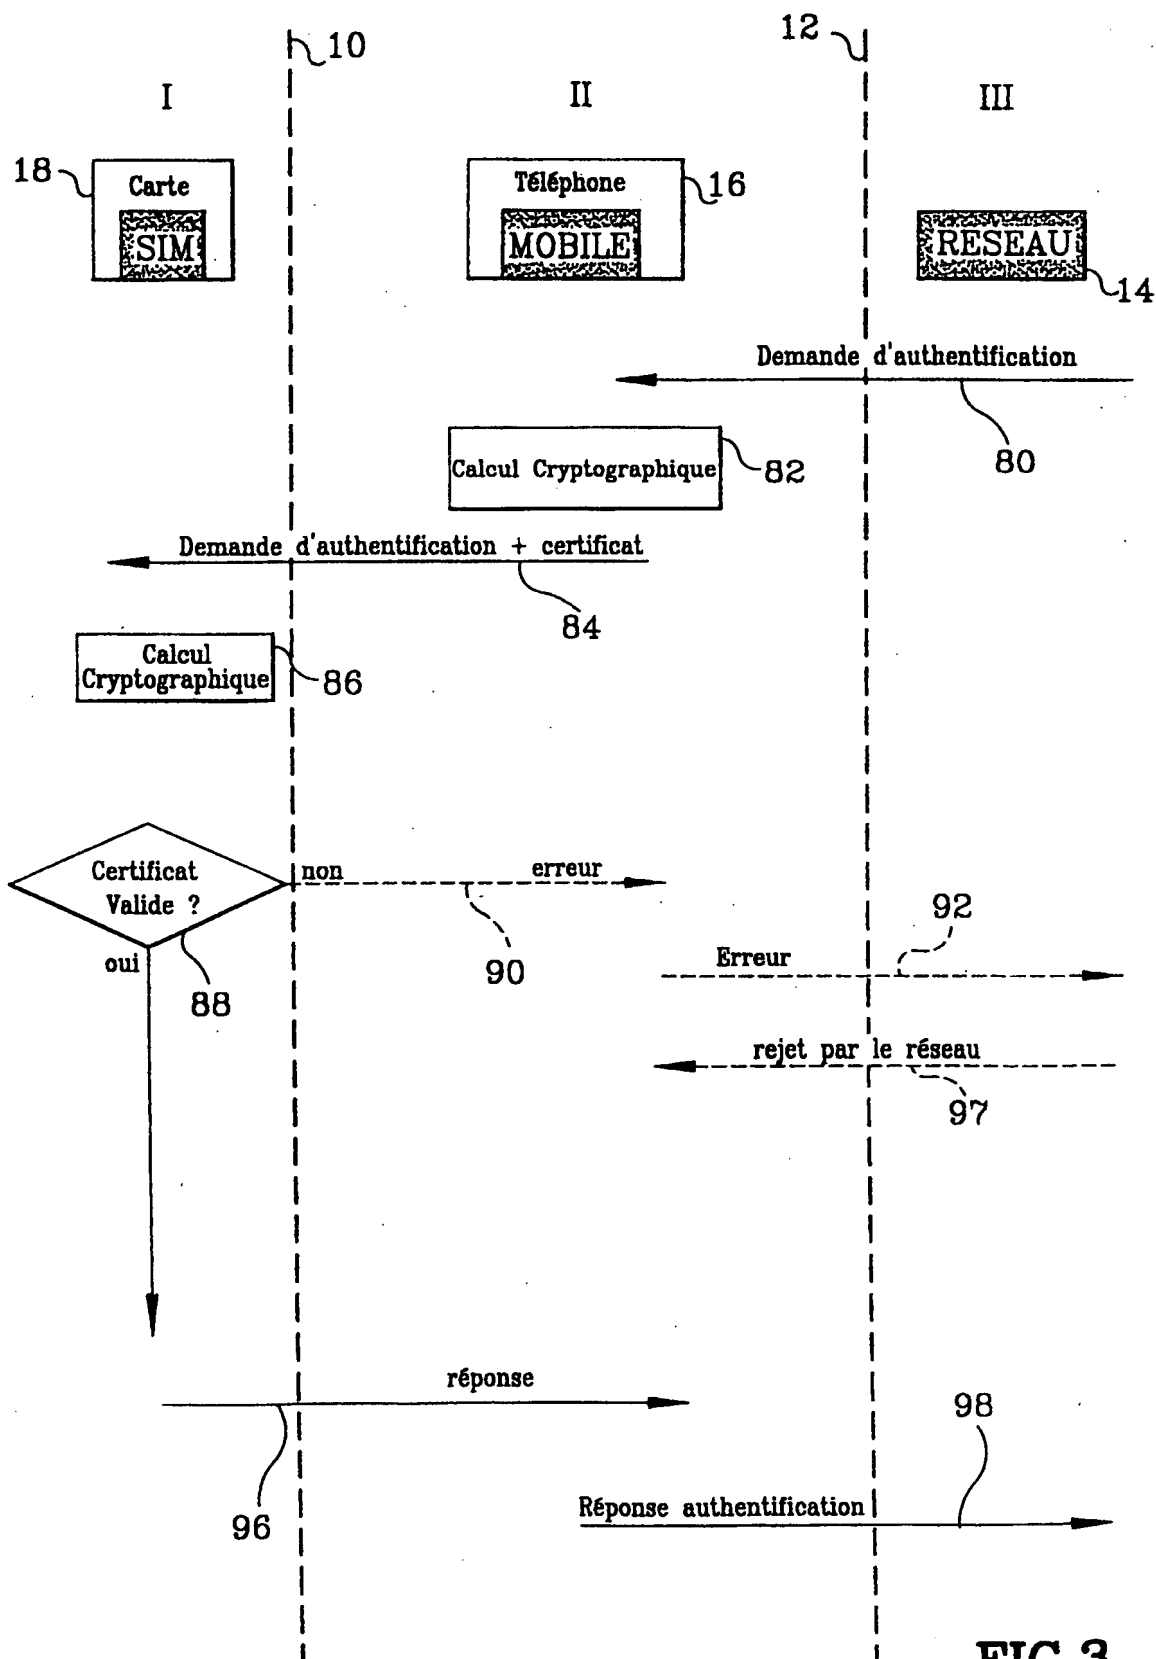 10
12
I
II
III
18
Carte
SIM
Téléphone
MOBILE
16
RESEAU
14
Demande d'authentification
80
Calcul Cryptographique
82
Demande d'authentification + certificat
84
Calcul
Cryptographique
86
Certificat
Valide ?
non
erreur
90
92
oui
88
Erreur
rejet par le réseau
97
réponse
96
98
Réponse authentification
FIG.3